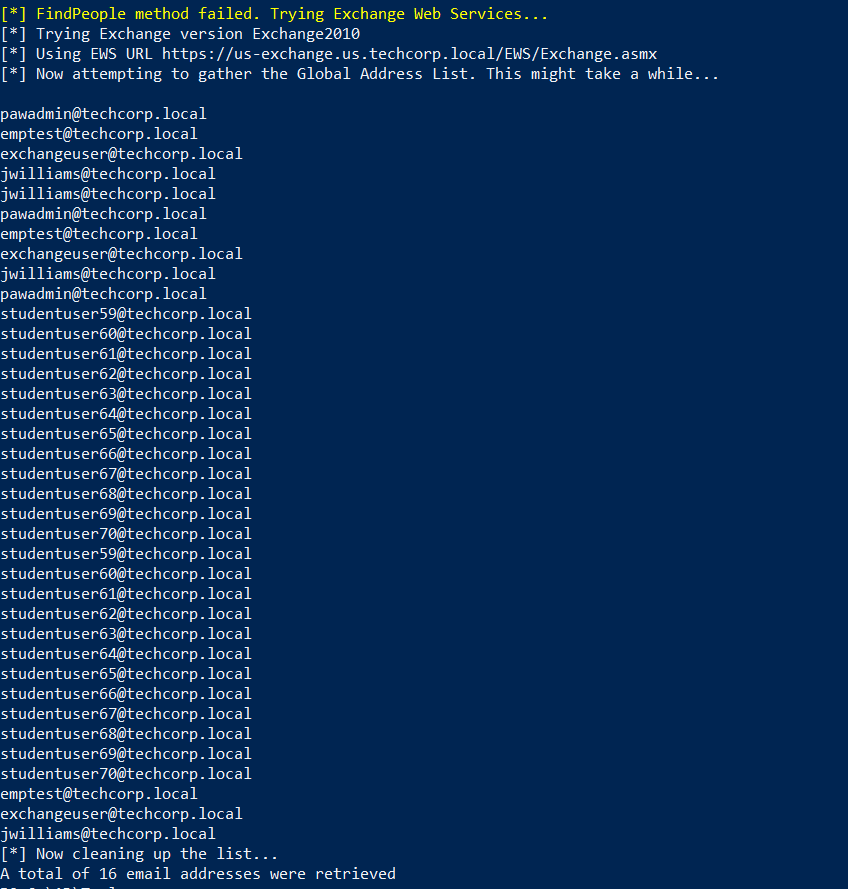 [*] FindPeople method failed. Trying Exchange Web Services...
[*] Trying Exchange version Exchange2010
[*] Using EWS URL https://us-exchange.us.techcorp.local/EWS/Exchange.asmx
[*] Now attempting to gather the Global Address List. This might take a while...
pawadmin@techcorp.local
emptest@techcorp.local
exchangeuser@techcorp.local
jwilliams@techcorp.local
jwilliams@techcorp.local
pawadmin@techcorp.local
emptest@techcorp.local
exchangeuser@techcorp.local
jwilliams@techcorp.local
pawadmin@techcorp.local
studentuser59@techcorp.local
studentuser60@techcorp.local
studentuser61@techcorp.local
studentuser62@techcorp.local
studentuser63@techcorp.local
studentuser64@techcorp.local
studentuser65@techcorp.local
studentuser66@techcorp.local
studentuser67@techcorp.local
studentuser68@techcorp.local
studentuser69@techcorp.local
studentuser70@techcorp.local
studentuser59@techcorp.local
studentuser60@techcorp.local
studentuser61@techcorp.local
studentuser62@techcorp.local
studentuser63@techcorp.local
studentuser64@techcorp.local
studentuser65@techcorp.local
studentuser66@techcorp.local
studentuser67@techcorp.local
studentuser68@techcorp.local
studentuser69@techcorp.local
studentuser70@techcorp.local
emptest@techcorp.local
exchangeuser@techcorp.local
jwilliams@techcorp.local
[*] Now cleaning up the list...
A total of 16 email addresses were retrieved